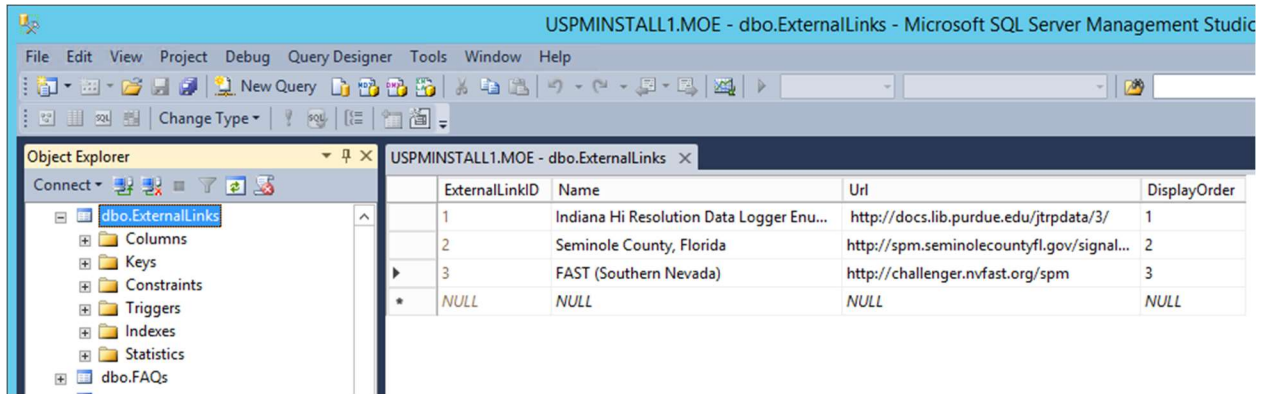 USPMINSTALL1.MOE - dbo.ExternalLinks - Microsoft SQL Server Management Studio
File Edit View Project Debug Query Designer Tools Window Help
New Query
Change Type
Object Explorer
USPMINSTALL1.MOE - dbo.ExternalLinks
Connect
ExternalLinkID Name Url DisplayOrder
dbo.ExternalLinks
1 Indiana Hi Resolution Data Logger Enu... http://docs.lib.purdue.edu/jtrpdata/3/ 1
Columns
2 Seminole County, Florida http://spm.seminolecountyfl.gov/signal... 2
Keys
3 FAST (Southern Nevada) http://challenger.nvfast.org/spm 3
Constraints
NULL NULL NULL NULL
Triggers
Indexes
Statistics
dbo.FAQs